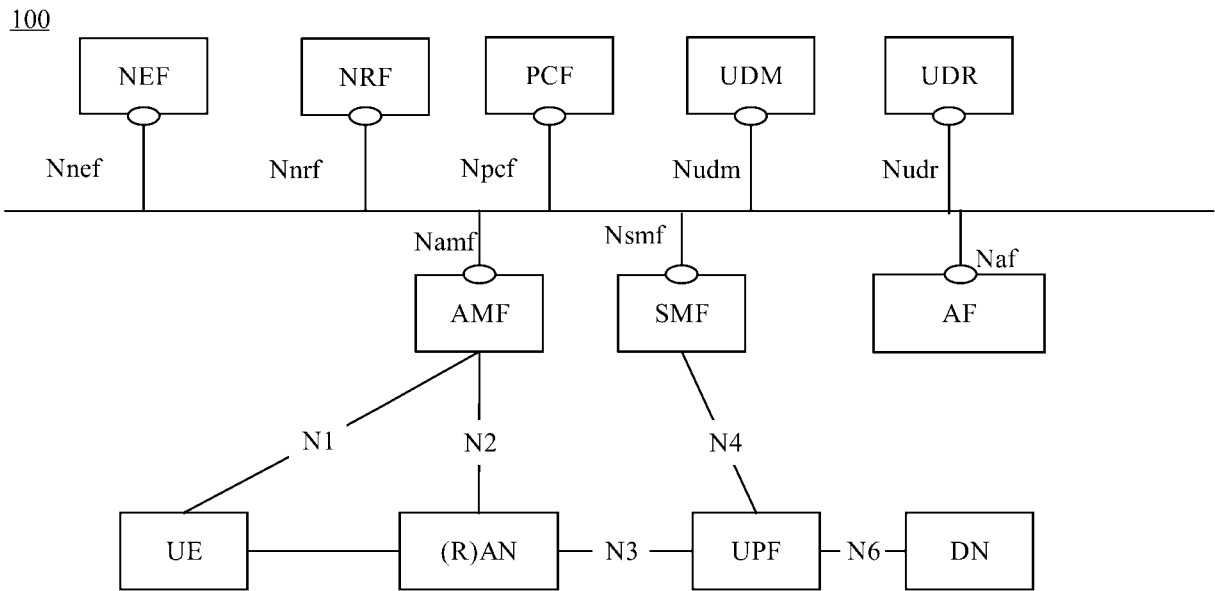 100
NEF NRF PCF UDM UDR
Nnef Nnrf Npcf Nudm Nudr
Namf Nsmf Naf
AMF SMF AF
N1 N2 N4
UE (R)AN N3 UPF N6 DN